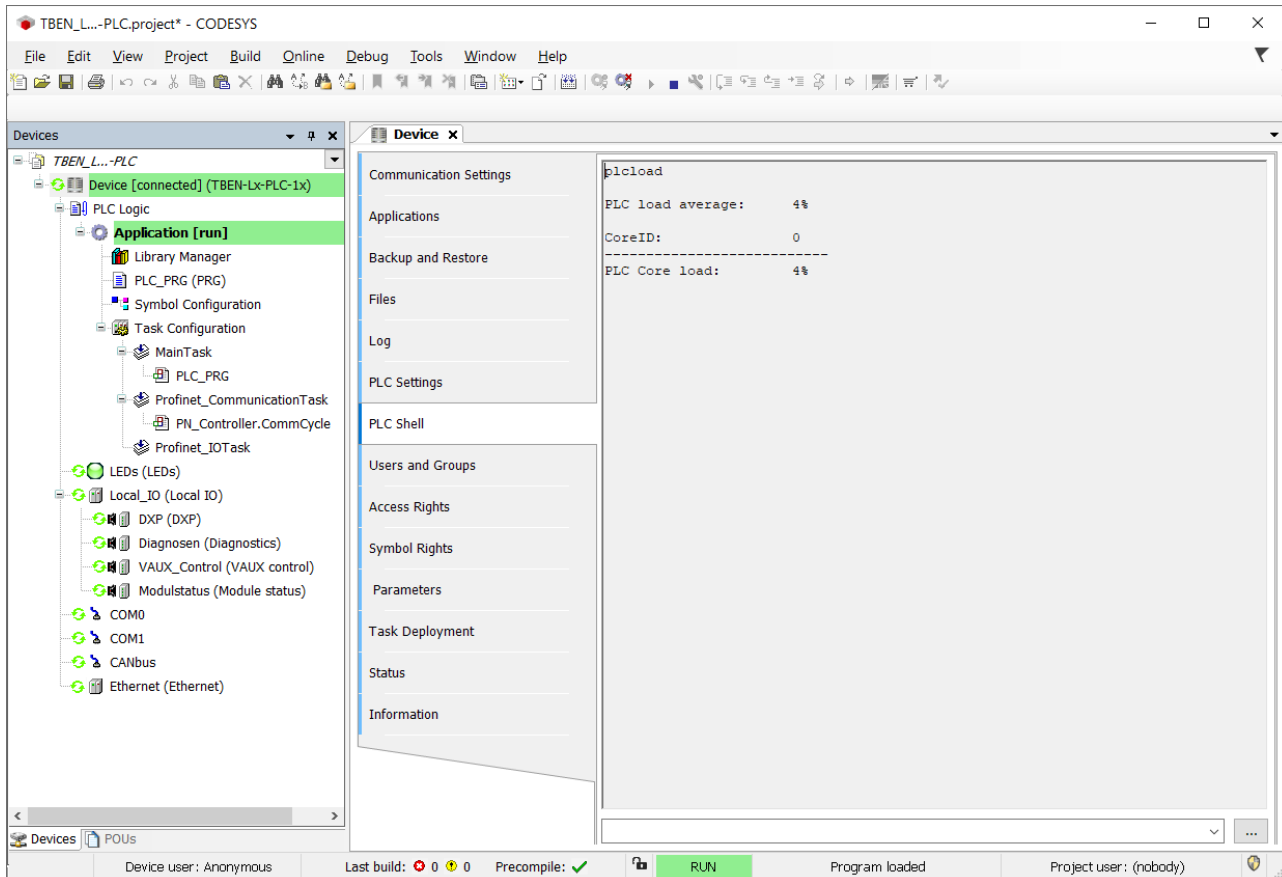 TBEN_L...-PLC.project* - CODESYS
File Edit View Project Build Online Debug Tools Window Help
Devices
TBEN_L...-PLC
Device [connected] (TBEN-Lx-PLC-1x)
PLC Logic
Application [run]
Library Manager
PLC_PRG (PRG)
Symbol Configuration
Task Configuration
MainTask
PLC_PRG
Profinet_CommunicationTask
PN_Controller.CommCycle
Profinet_IOTask
LEDs (LEDs)
Local_IO (Local IO)
DXP (DXP)
Diagnosen (Diagnostics)
VAUX_Control (VAUX control)
Modulstatus (Module status)
COM0
COM1
CANbus
Ethernet (Ethernet)
Devices POUs
Device
Communication Settings
Applications
Backup and Restore
Files
Log
PLC Settings
PLC Shell
Users and Groups
Access Rights
Symbol Rights
Parameters
Task Deployment
Status
Information
plcload
PLC load average: 4%
CoreID: 0
---------------------------
PLC Core load: 4%
...
Device user: Anonymous Last build: 0 0 Precompile: RUN Program loaded Project user: (nobody)